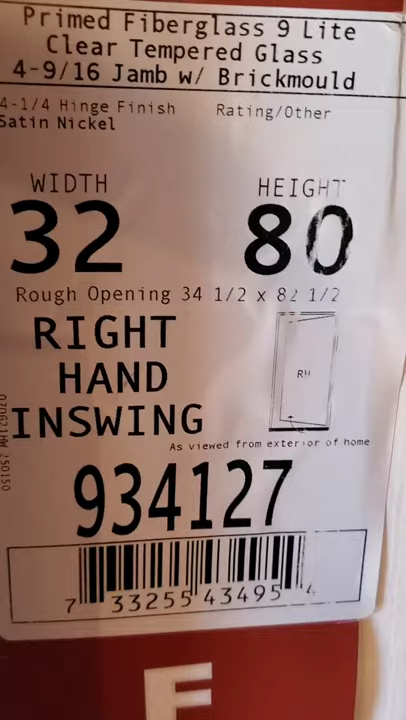 Primed Fiberglass 9 Lite
Clear Tempered Glass
4-9/16 Jamb w/ Brickmould
4-1/4 Hinge Finish
Rating/Other
Satin Nickel
WIDTH
HEIGHT
32
80
Rough Opening 34 1/2 x 82 1/2
RIGHT
HAND
INSWING
RH
As viewed from exterior of home
934127
7 33255 43495 4
F